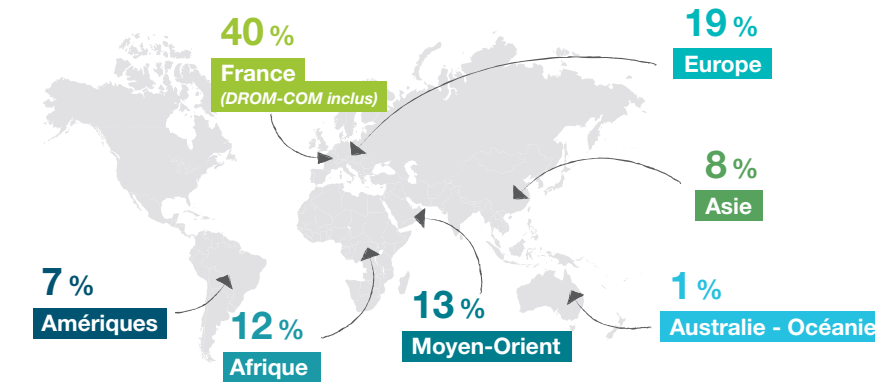 40 %
France
(DROM-COM inclus)
19 %
Europe
8 %
Asie
7 %
Amériques
12 %
Afrique
13 %
Moyen-Orient
1 %
Australie - Océanie